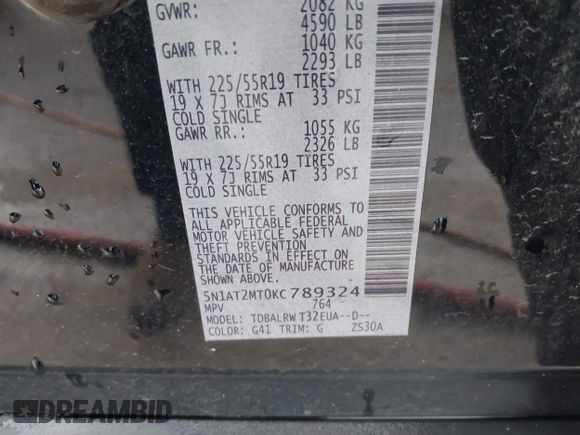 GVWR: 2082 KG
4590 LB
GAWR FR.: 1040 KG
2293 LB
WITH 225/55R19 TIRES
19 X 7J RIMS AT 33 PSI
COLD SINGLE
GAWR RR.: 1055 KG
2326 LB
WITH 225/55R19 TIRES
19 X 7J RIMS AT 33 PSI
COLD SINGLE
THIS VEHICLE CONFORMS TO
ALL APPLICABLE FEDERAL
MOTOR VEHICLE SAFETY AND
THEFT PREVENTION
STANDARDS IN EFFECT ON
THE DATE OF MANUFACTURE
5N1AT2MT0KC789324
MPV 764
MODEL: TDBALRW T32EUA--D--
COLOR: G41 TRIM: G ZS30A
DREAMBID